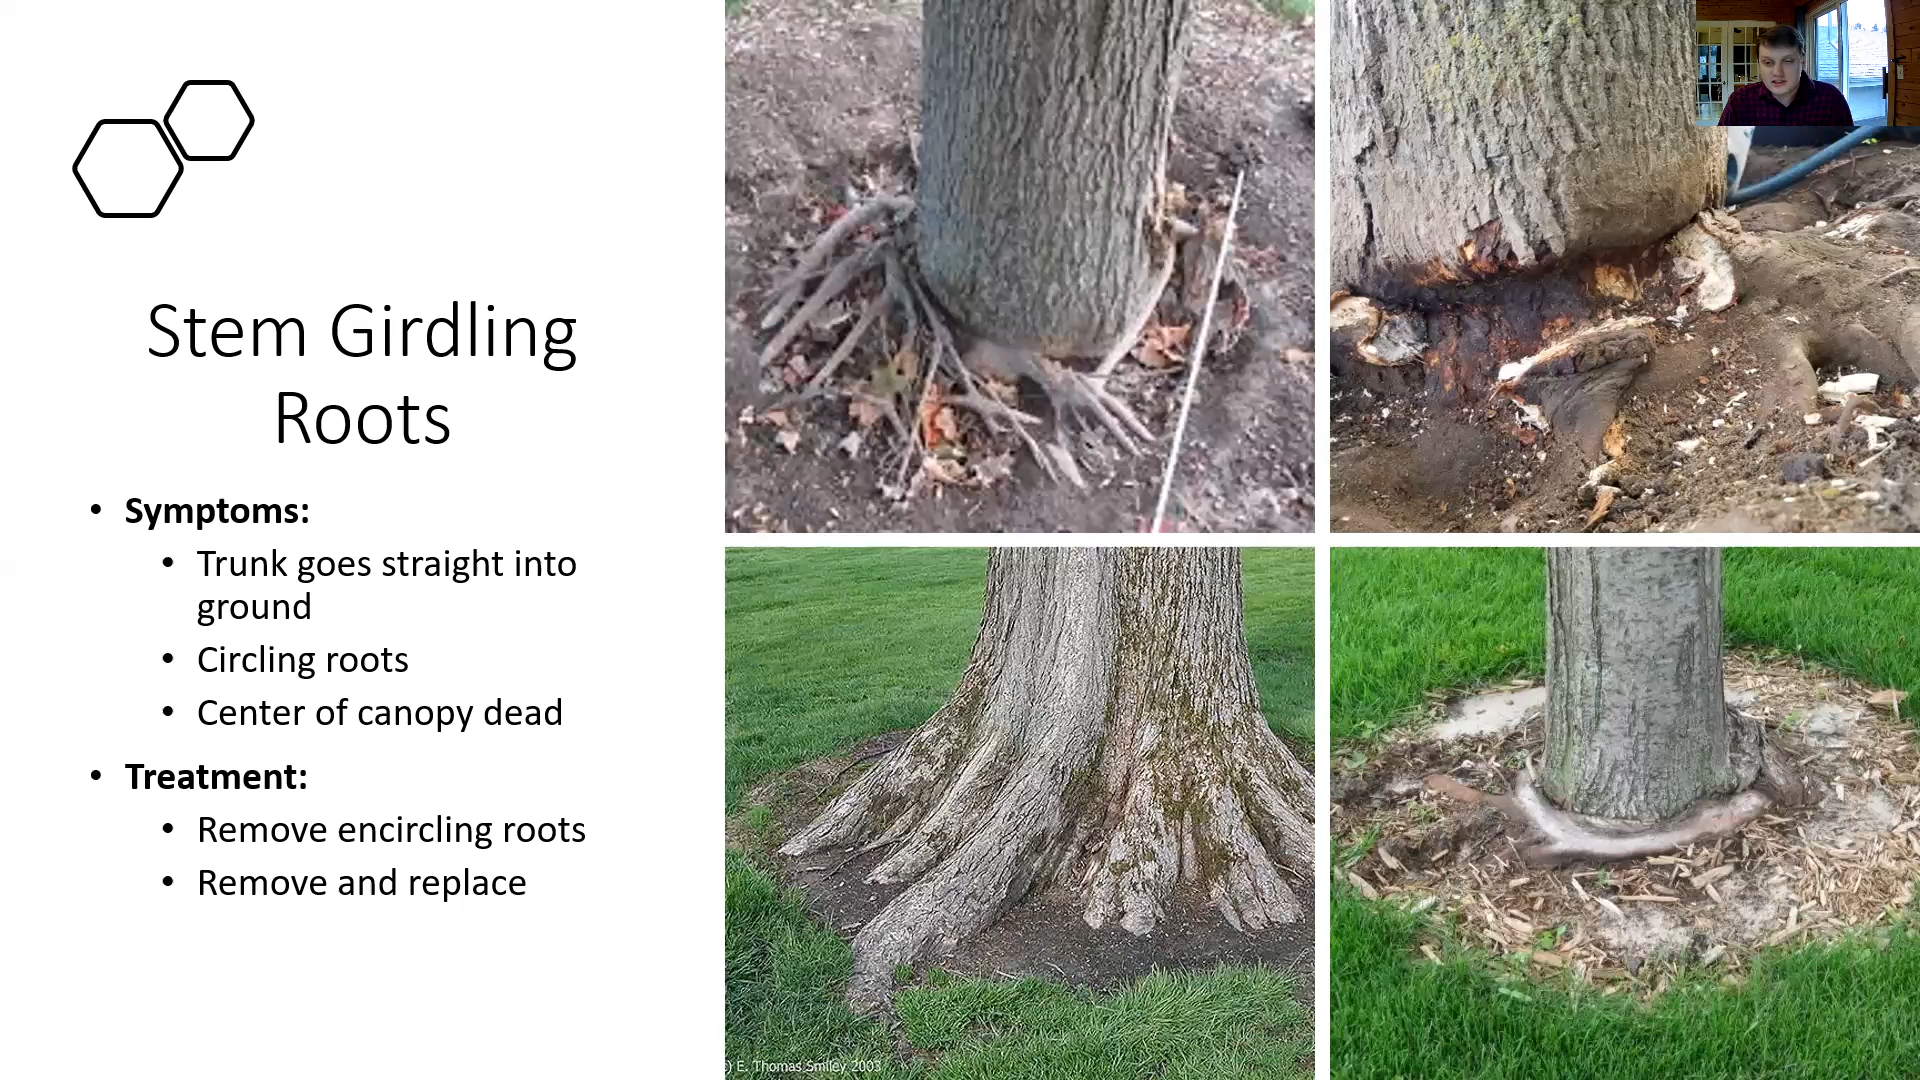 Stem Girdling
Roots
• Symptoms:
• Trunk goes straight into
ground
• Circling roots
• Center of canopy dead
• Treatment:
• Remove encircling roots
• Remove and replace
) E. Thomas Smiley 2003